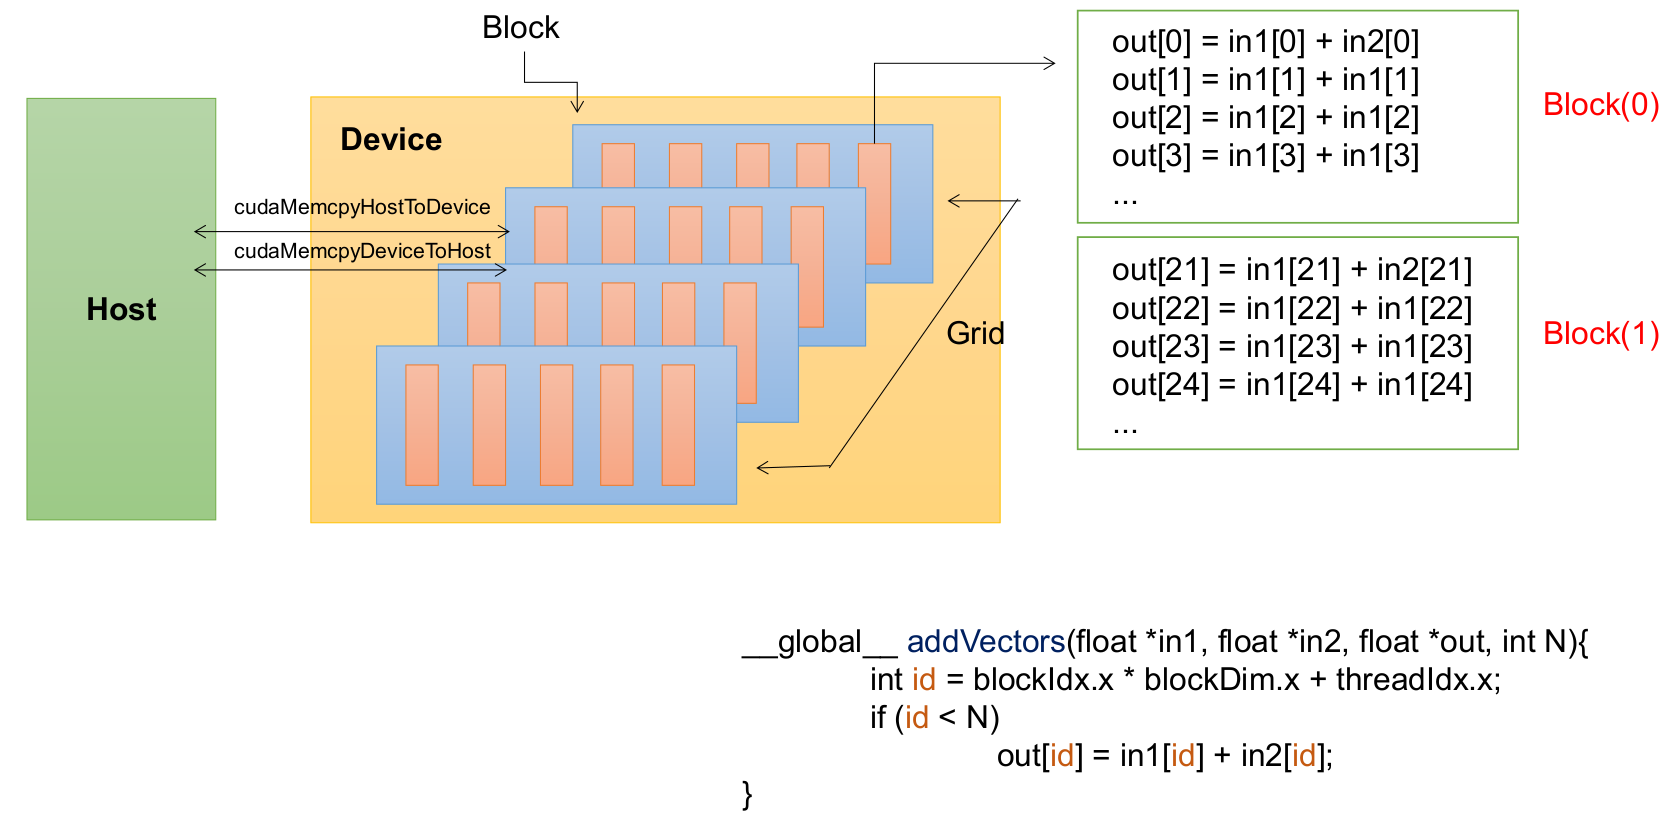 Block
Device
cudaMemcpyHostToDevice
cudaMemcpyDeviceToHost
Host
Grid
out[0] = in1[0] + in2[0]
out[1] = in1[1] + in1[1]
out[2] = in1[2] + in1[2]
out[3] = in1[3] + in1[3]
...
Block(0)
out[21] = in1[21] + in2[21]
out[22] = in1[22] + in1[22]
out[23] = in1[23] + in1[23]
out[24] = in1[24] + in1[24]
...
Block(1)
__global__ addVectors(float *in1, float *in2, float *out, int N){
int id = blockIdx.x * blockDim.x + threadIdx.x;
if (id < N)
out[id] = in1[id] + in2[id];
}